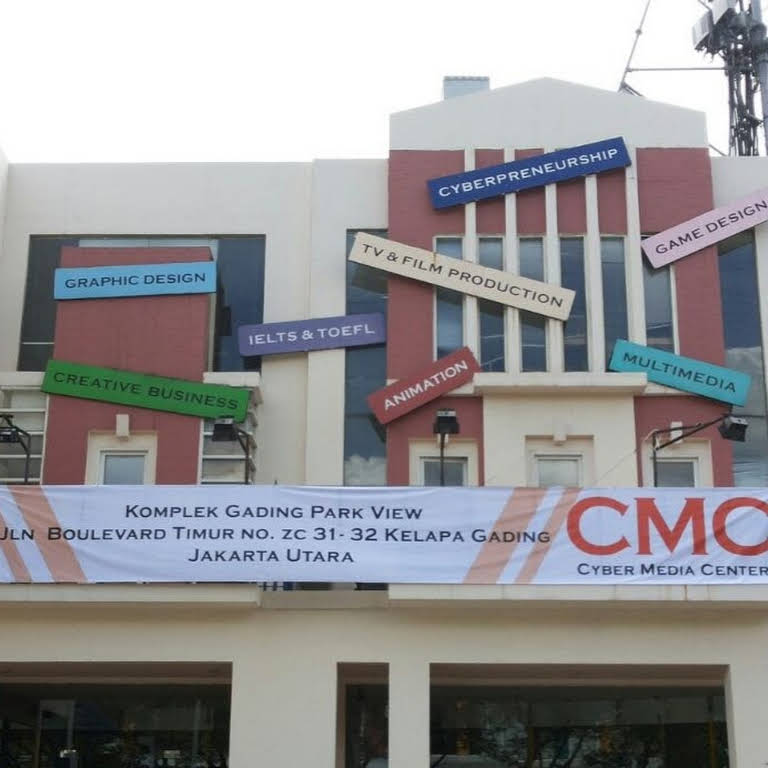 CYBERPRENEURSHIP
GAME DESIGN
TV & FILM PRODUCTION
GRAPHIC DESIGN
IELTS & TOEFL
MULTIMEDIA
ANIMATION
CREATIVE BUSINESS
KOMPLEK GADING PARK VIEW
JLN BOULEVARD TIMUR NO. ZC 31-32 KELAPA GADING
JAKARTA UTARA
CMC
CYBER MEDIA CENTER